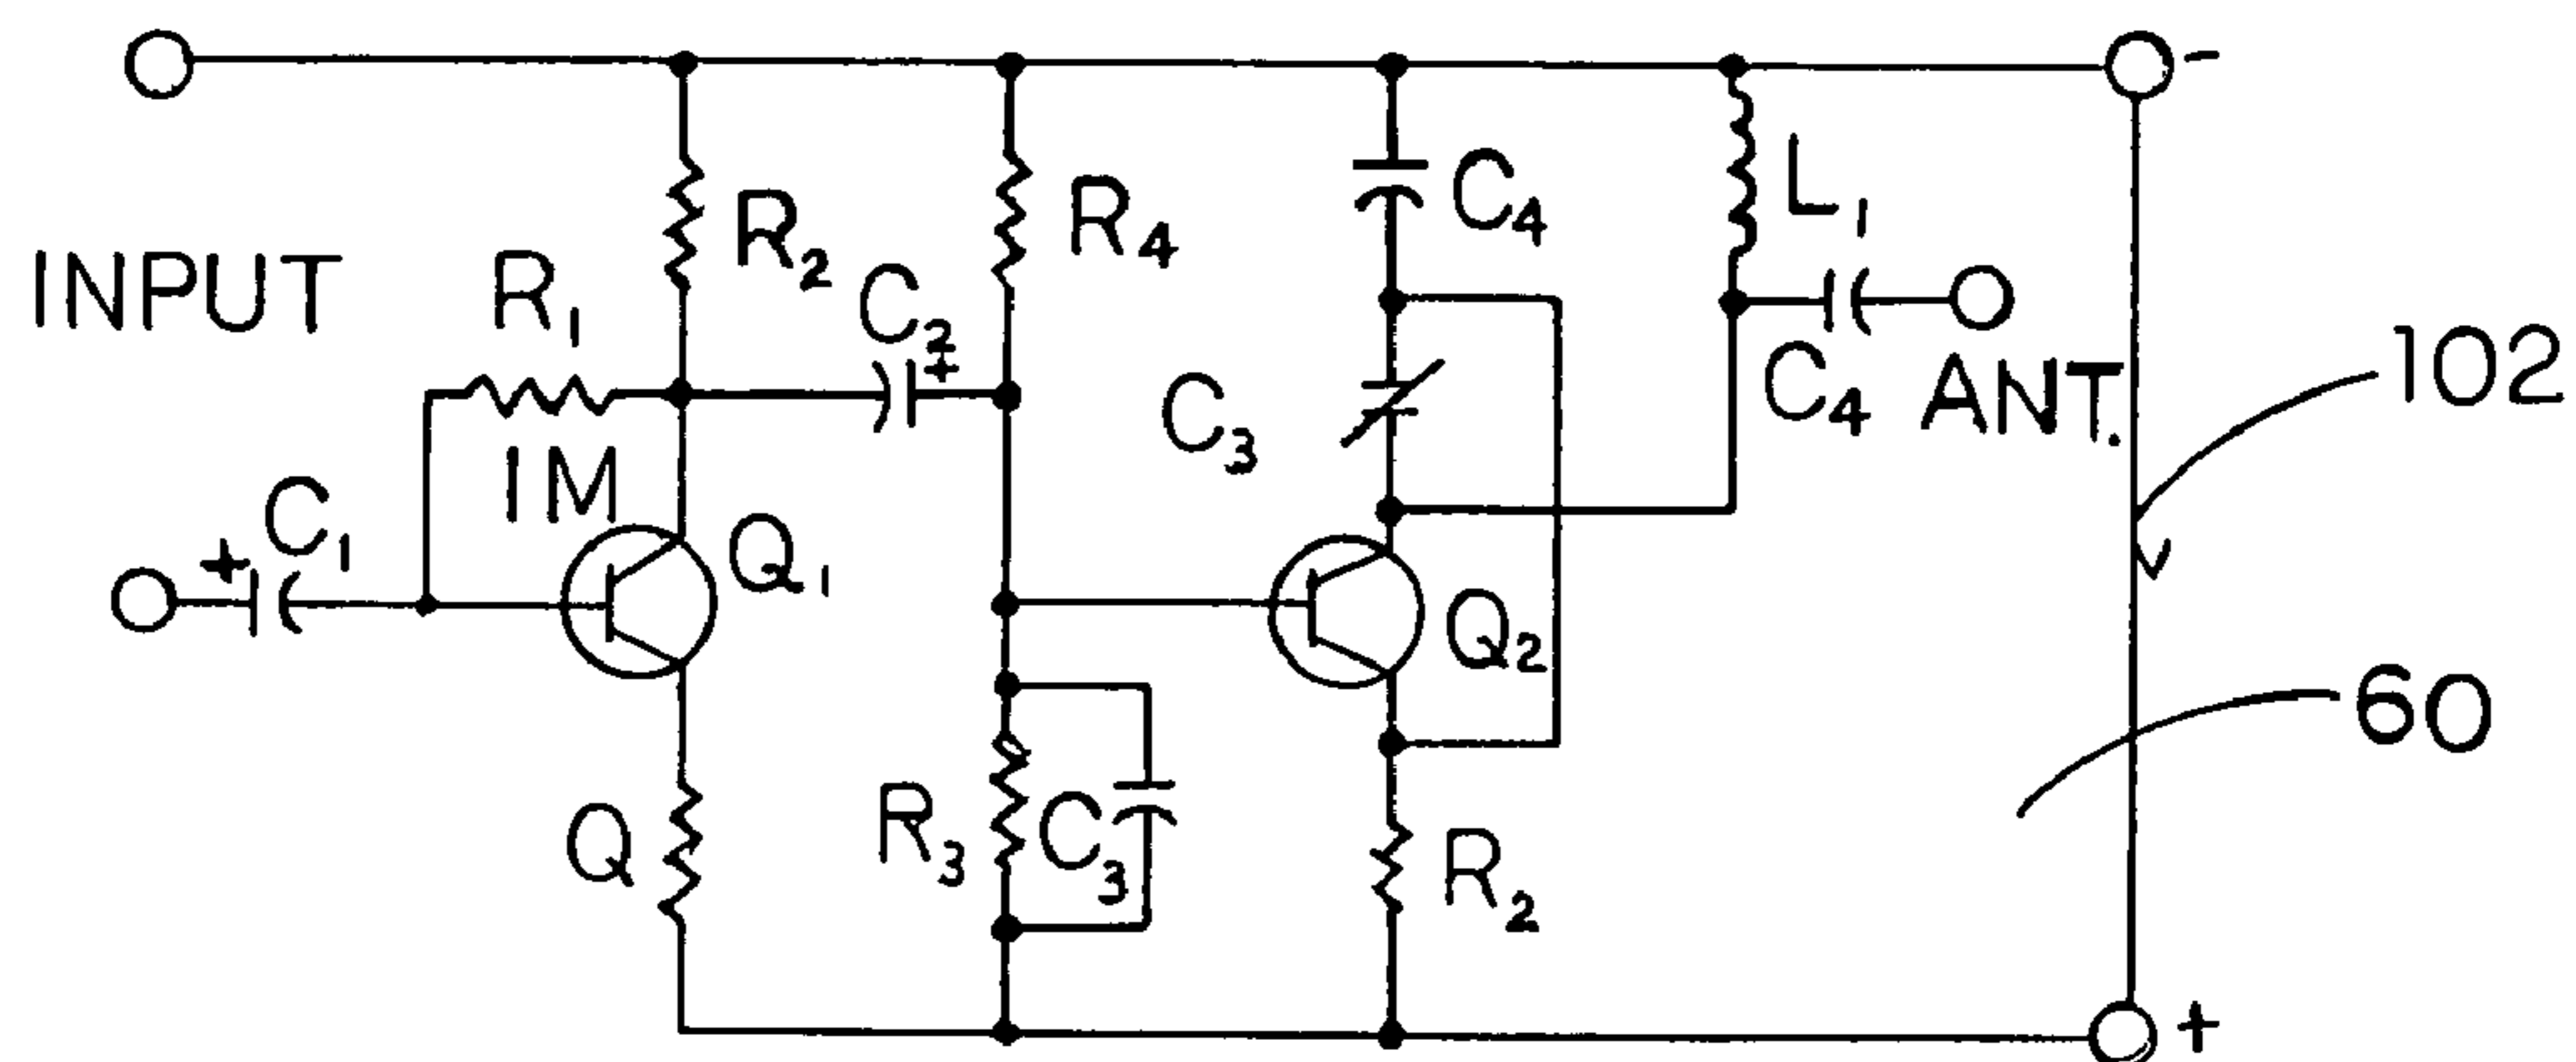 INPUT
R₁
1M
R₂
C₂
+
R₄
C₄
L₁
-
C₄
ANT.
102
C₃
+
C₁
Q₁
Q₂
60
Q
R₃
C₃
R₂
+